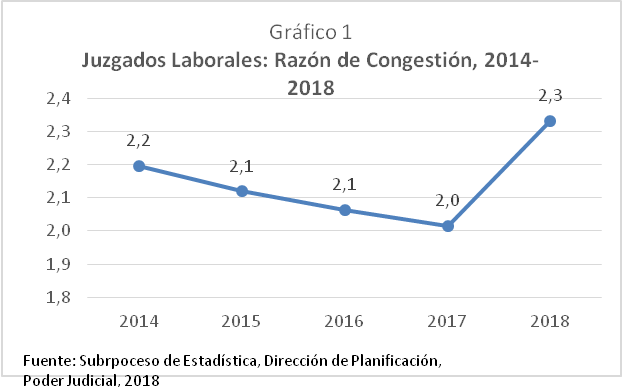 Gráfico 1
Juzgados Laborales: Razón de Congestión, 2014-
2018
2,4
2,3
2,2
2,1
2,0
1,9
1,8
2,2
2,1
2,1
2,0
2,3
2014 2015 2016 2017 2018
Fuente: Subrpoceso de Estadística, Dirección de Planificación,
Poder Judicial, 2018